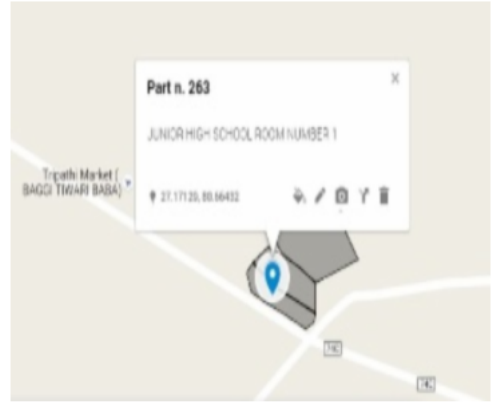 Part n. 263
JUNIOR HIGH SCHOOL ROOM NUMBER 1
Tripathi Market (
BAGGI TIWARI BABA)